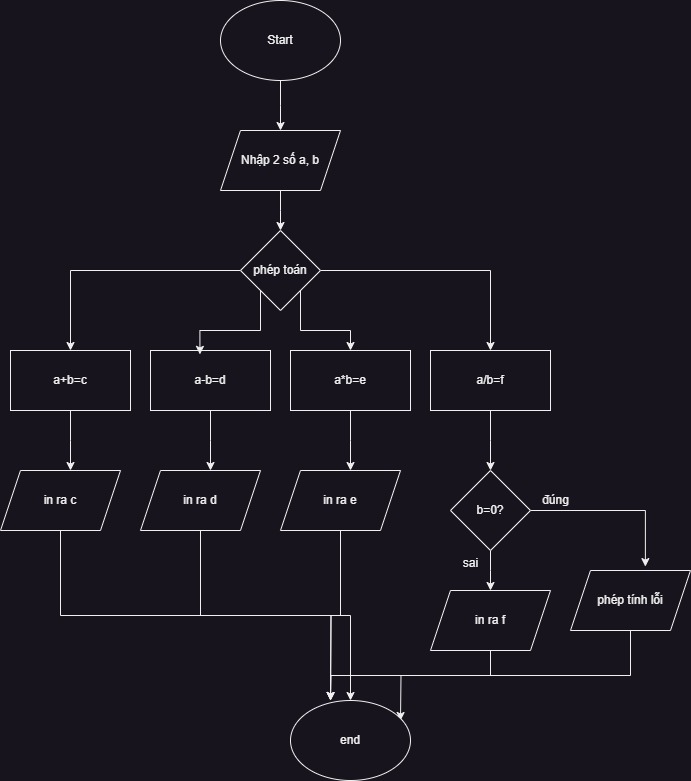 Start
Nhập 2 số a, b
phép toán
a+b=c
a-b=d
a*b=e
a/b=f
in ra c
in ra d
in ra e
b=0?
đúng
sai
in ra f
phép tính lỗi
end